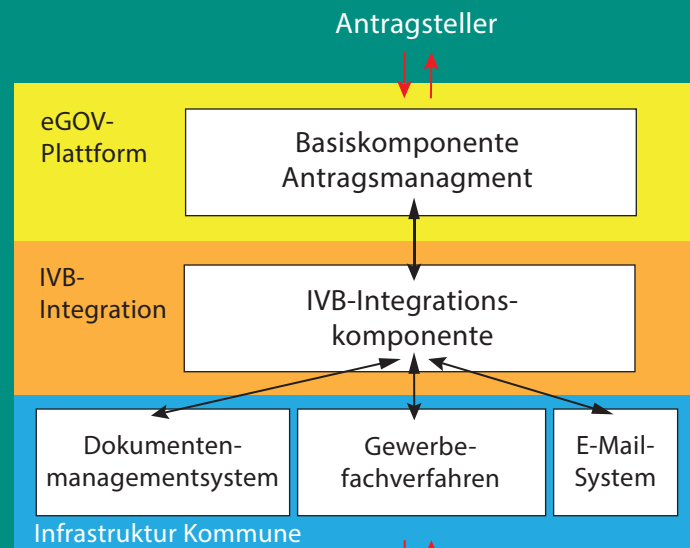 Antragsteller
eGOV-
Plattform
Basiskomponente
Antragsmanagment
IVB-
Integration
IVB-Integrations-
komponente
Dokumenten-
managementsystem
Gewerbe-
fachverfahren
E-Mail-
System
Infrastruktur Kommune